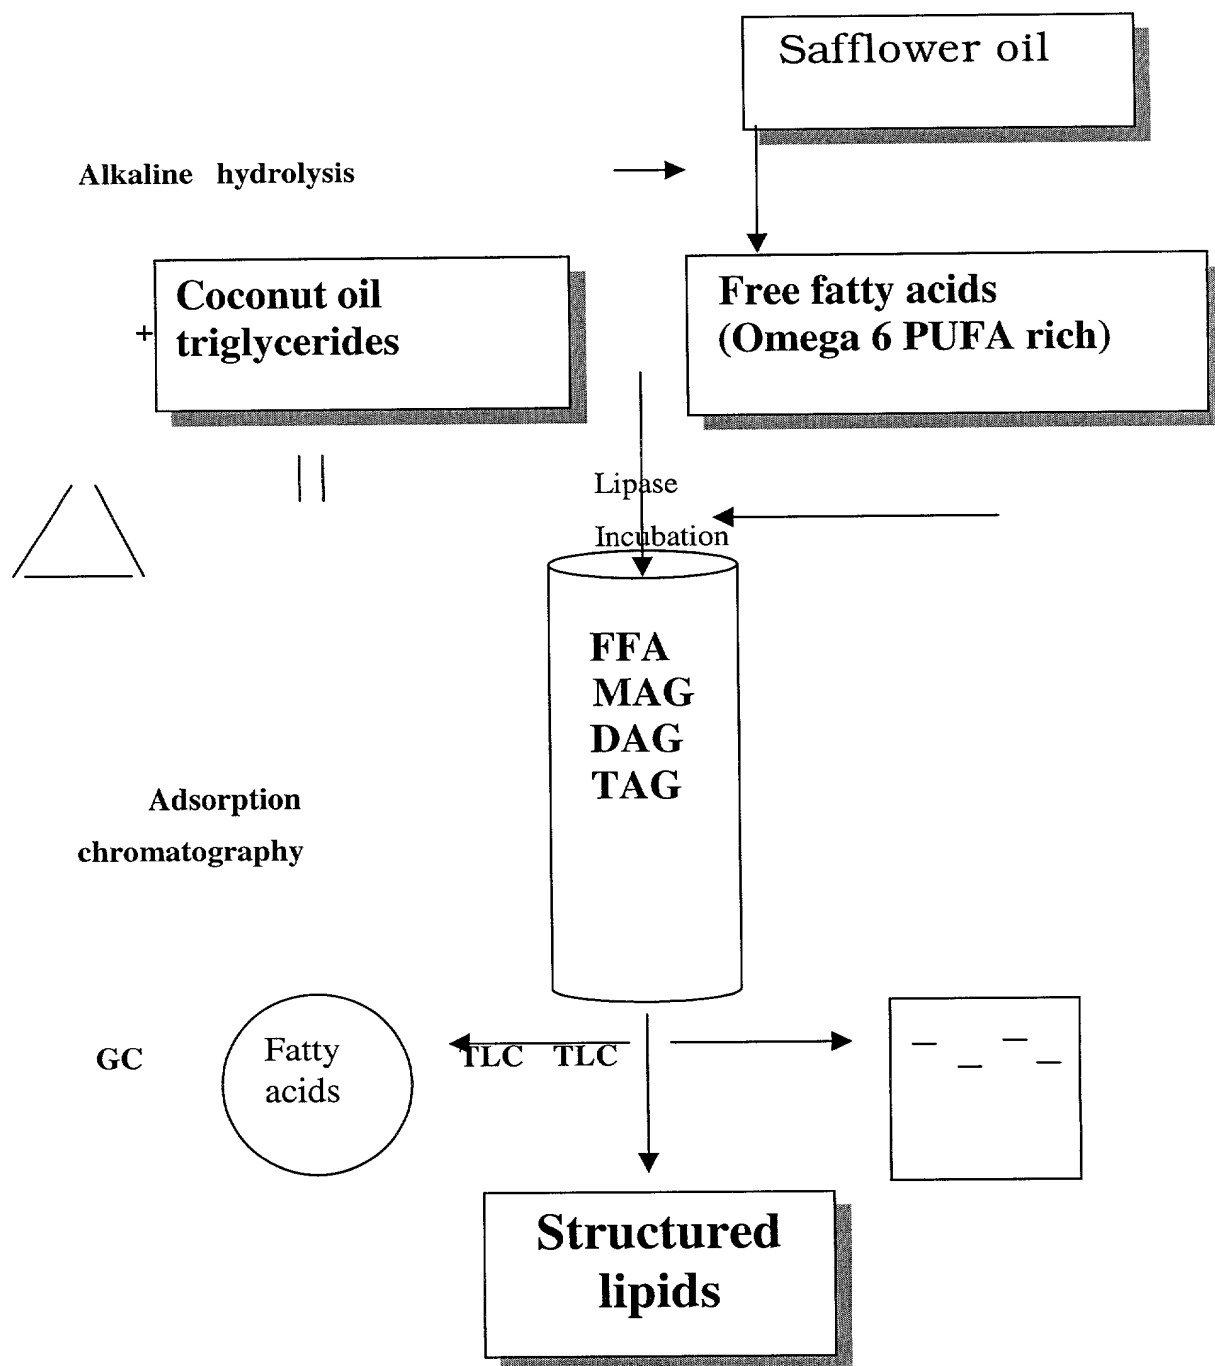 Safflower oil
Alkaline hydrolysis
Coconut oil
triglycerides
+
Free fatty acids
(Omega 6 PUFA rich)
Lipase
Incubation
FFA
MAG
DAG
TAG
Adsorption
chromatography
GC
Fatty
acids
TLC TLC
Structured
lipids